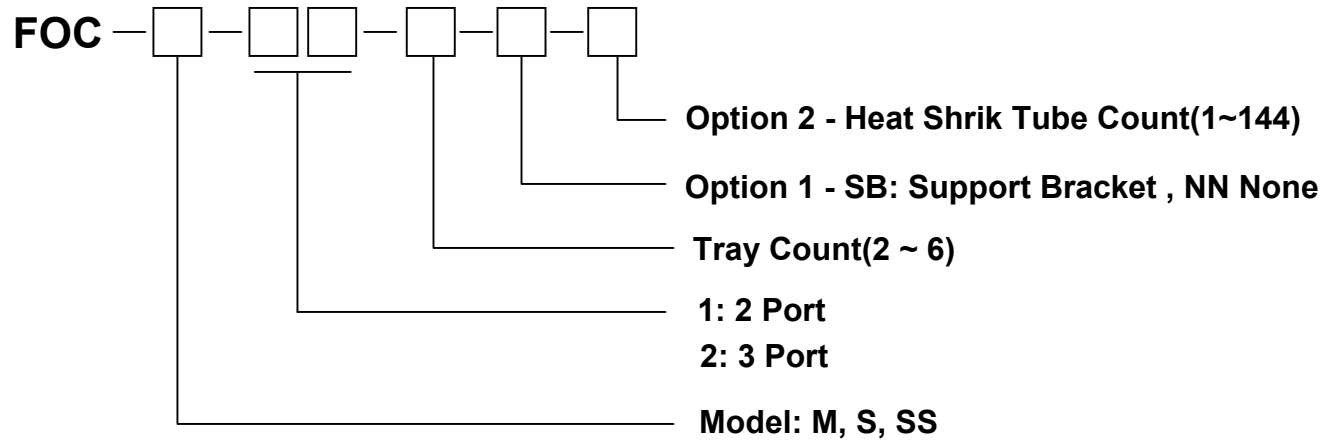 FOC
Option 2 - Heat Shrik Tube Count(1~144)
Option 1 - SB: Support Bracket , NN None
Tray Count(2 ~ 6)
1: 2 Port
2: 3 Port
Model: M, S, SS